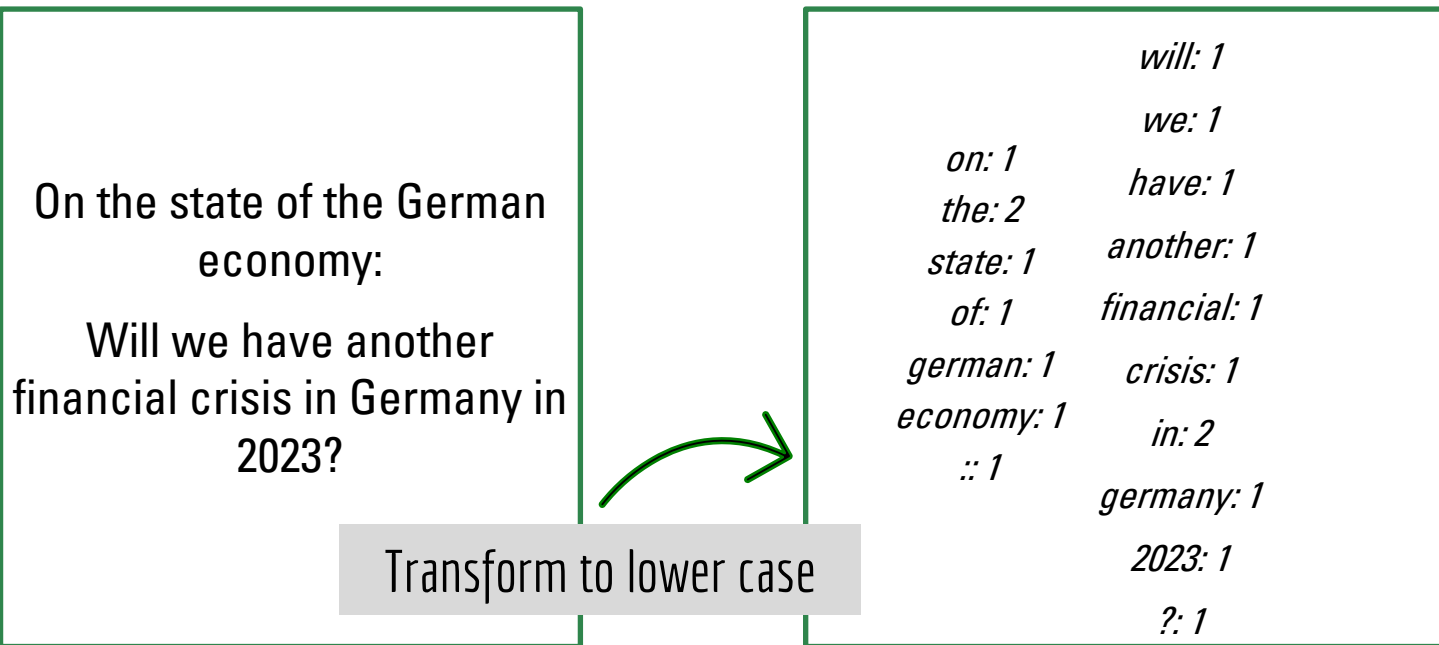 On the state of the German
economy:
Will we have another
financial crisis in Germany in
2023?
Transform to lower case
on: 1
the: 2
state: 1
of: 1
german: 1
economy: 1
:: 1
will: 1
we: 1
have: 1
another: 1
financial: 1
crisis: 1
in: 2
germany: 1
2023: 1
?: 1